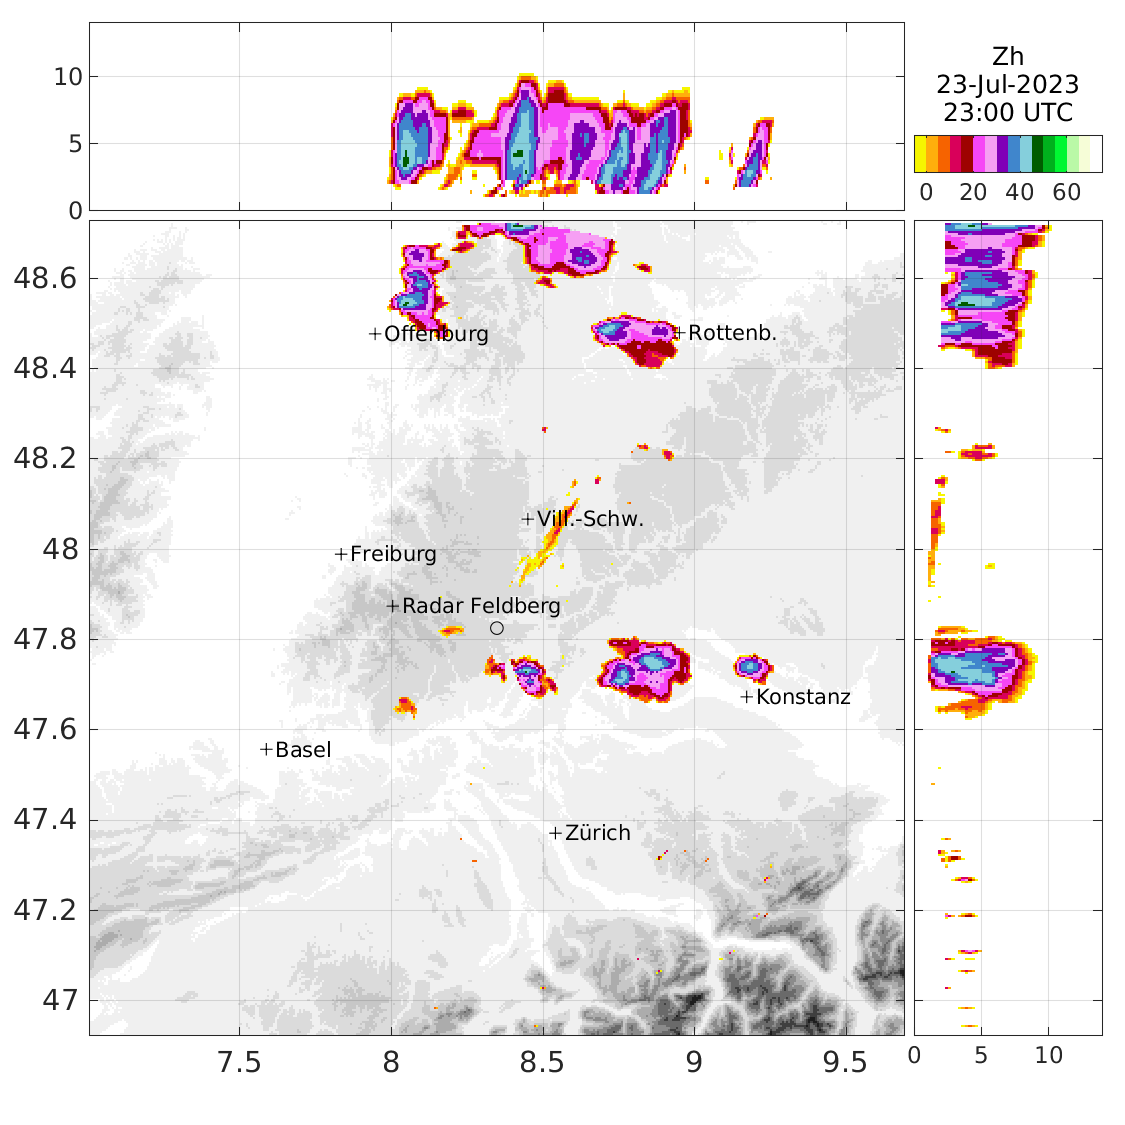 Zh
23-Jul-2023
23:00 UTC
0 20 40 60
10
5
0
48.6
48.4
48.2
48
47.8
47.6
47.4
47.2
47
Offenburg
Rottenb.
Vill.-Schw.
Freiburg
Radar Feldberg
Konstanz
Basel
Zürich
7.5 8 8.5 9 9.5
0 5 10